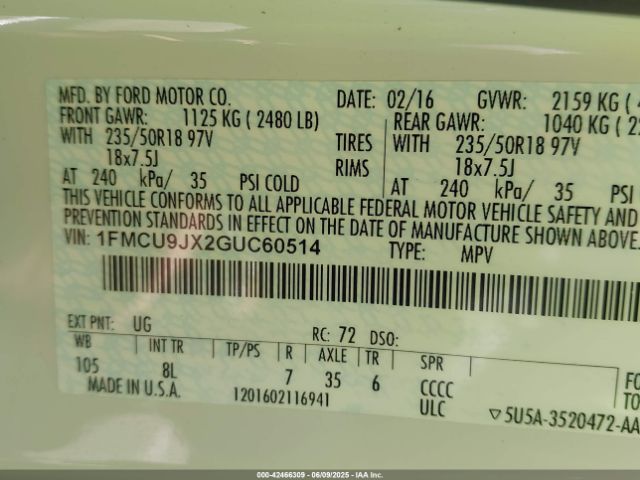 MFD. BY FORD MOTOR CO. DATE: 02/16 GVWR: 2159 KG (
FRONT GAWR: 1125 KG ( 2480 LB) REAR GAWR: 1040 KG (
WITH 235/50R18 97V TIRES WITH 235/50R18 97V
18x7.5J RIMS 18x7.5J
AT 240 kPa/ 35 PSI COLD AT 240 kPa/ 35 PSI
THIS VEHICLE CONFORMS TO ALL APPLICABLE FEDERAL MOTOR VEHICLE SAFETY AND
PREVENTION STANDARDS IN EFFECT ON THE DATE OF MANUFACTURE SHOWN ABOVE.
VIN: 1FMCU9JX2GUC60514 TYPE: MPV
EXT PNT: UG RC: 72 DSO:
WB INT TR TP/PS R AXLE TR SPR
105 8L 7 35 6 CCCC
MADE IN U.S.A. 1201602116941 ULC
▽5U5A-3520472-AA
000-42466309 | 06/09/2025 - IAAI Inc.